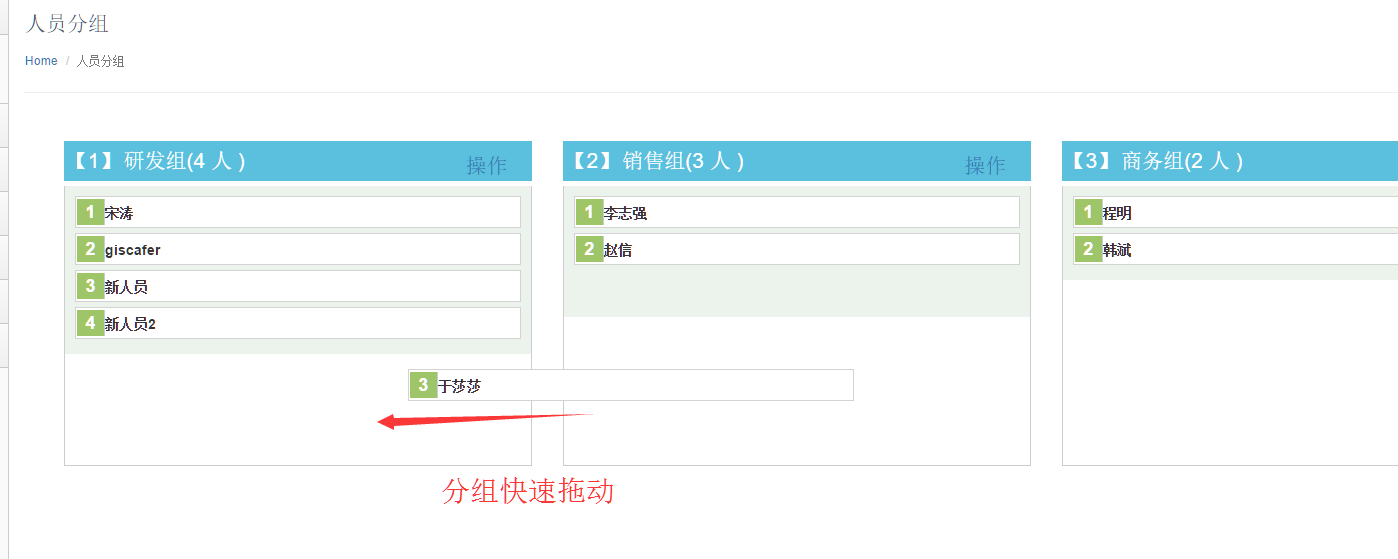 人员分组
Home / 人员分组
【1】 研发组(4 人 )
操作
1 宋涛
2 giscafer
3 新人员
4 新人员2
【2】 销售组(3 人 )
操作
1 李志强
2 赵信
3 于莎莎
【3】 商务组(2 人 )
1 程明
2 韩斌
分组快速拖动